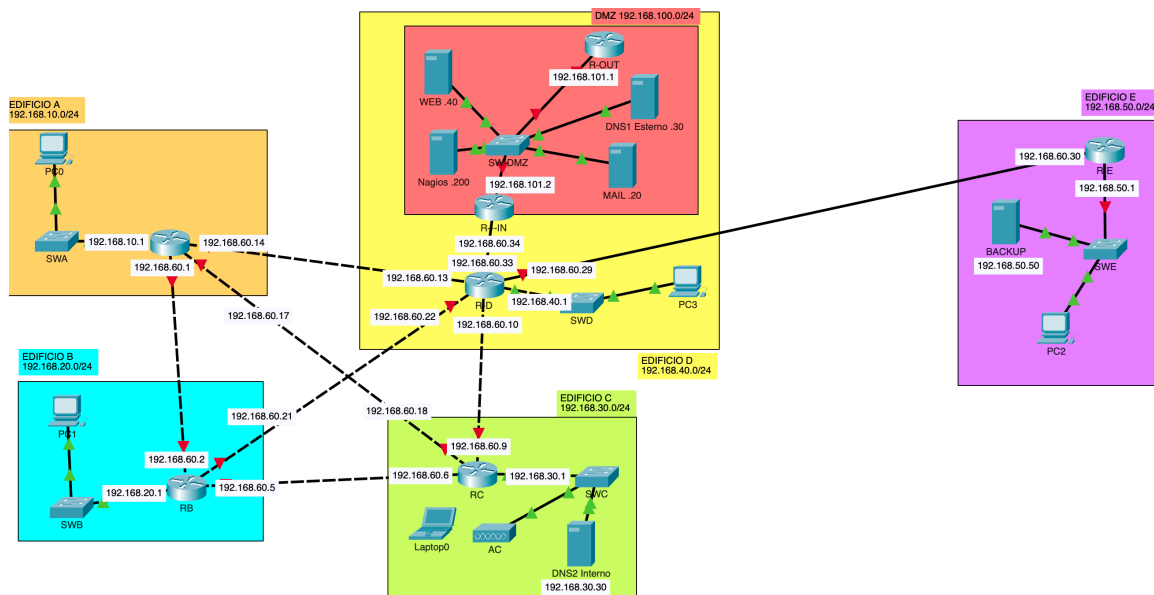 DMZ 192.168.100.0/24
R-OUT
192.168.101.1
WEB .40
DNS1 Esterno .30
SW-DMZ
Nagios .200
MAIL .20
192.168.101.2
192.168.60.34
192.168.60.33
192.168.60.29
192.168.60.13
192.168.40.1
192.168.60.22
192.168.60.10
SWD
PC3
EDIFICIO D
192.168.40.0/24
EDIFICIO A
192.168.10.0/24
PC0
SWA
192.168.10.1
192.168.60.14
192.168.60.1
192.168.60.17
EDIFICIO B
192.168.20.0/24
PC1
SWB
192.168.20.1
192.168.60.2
RB
192.168.60.21
192.168.60.5
EDIFICIO C
192.168.30.0/24
192.168.60.18
192.168.60.9
192.168.60.6
RC
192.168.30.1
SWC
Laptop0
AC
DNS2 Interno
192.168.30.30
EDIFICIO E
192.168.50.0/24
192.168.60.30
192.168.50.1
BACKUP
192.168.50.50
SWE
PC2